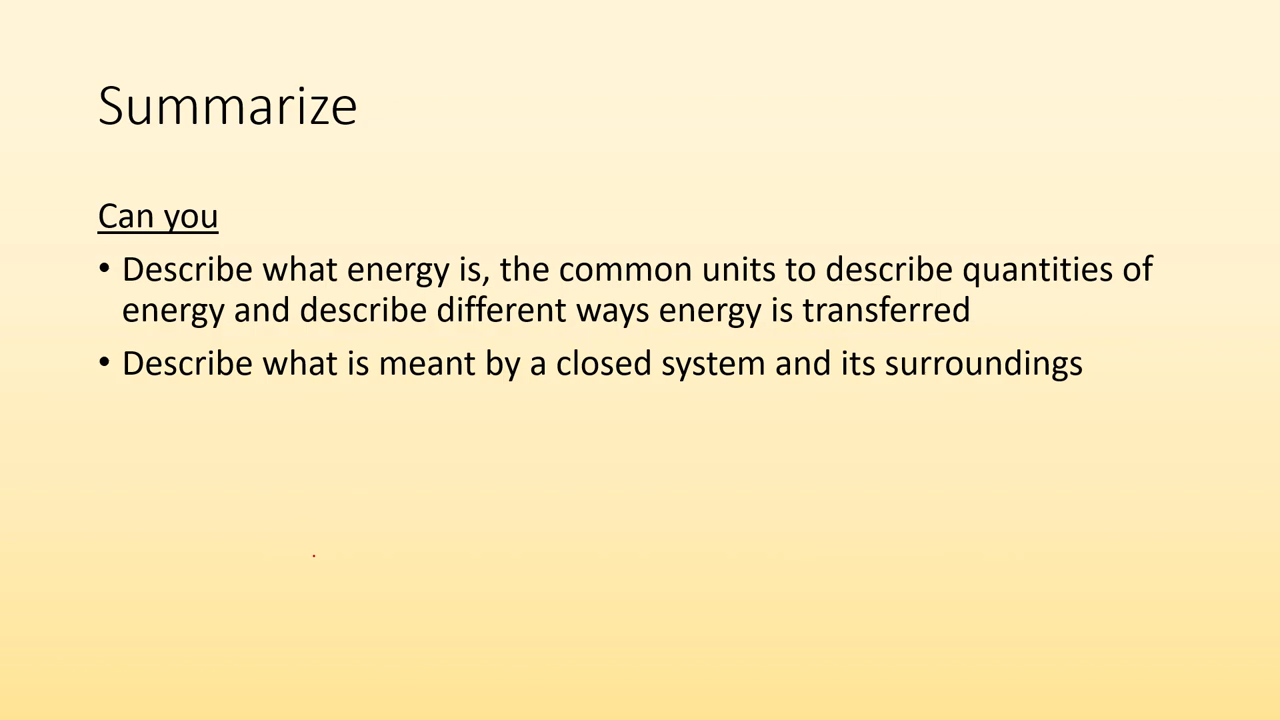 Summarize
Can you
• Describe what energy is, the common units to describe quantities of
energy and describe different ways energy is transferred
• Describe what is meant by a closed system and its surroundings